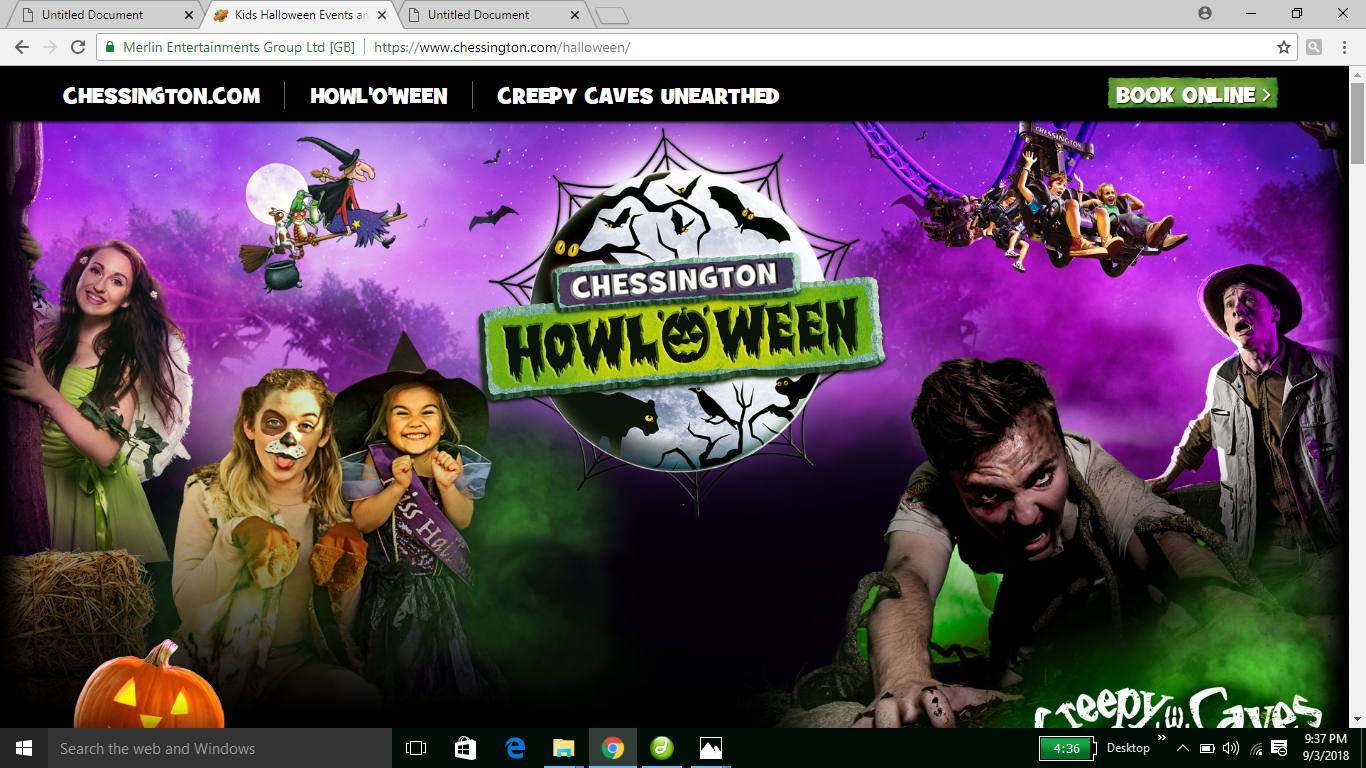 Untitled Document
Kids Halloween Events an
Untitled Document
Merlin Entertainments Group Ltd [GB]
https://www.chessington.com/halloween/
CHESSINGTON.COM
HOWL'O'WEEN
CREEPY CAVES UNEARTHED
BOOK ONLINE >
CHESSINGTON
CHESSINGTON
HOWL'O'WEEN
iss Hal
Creepy Caves
Search the web and Windows
4:36
Desktop
9:37 PM
9/3/2018